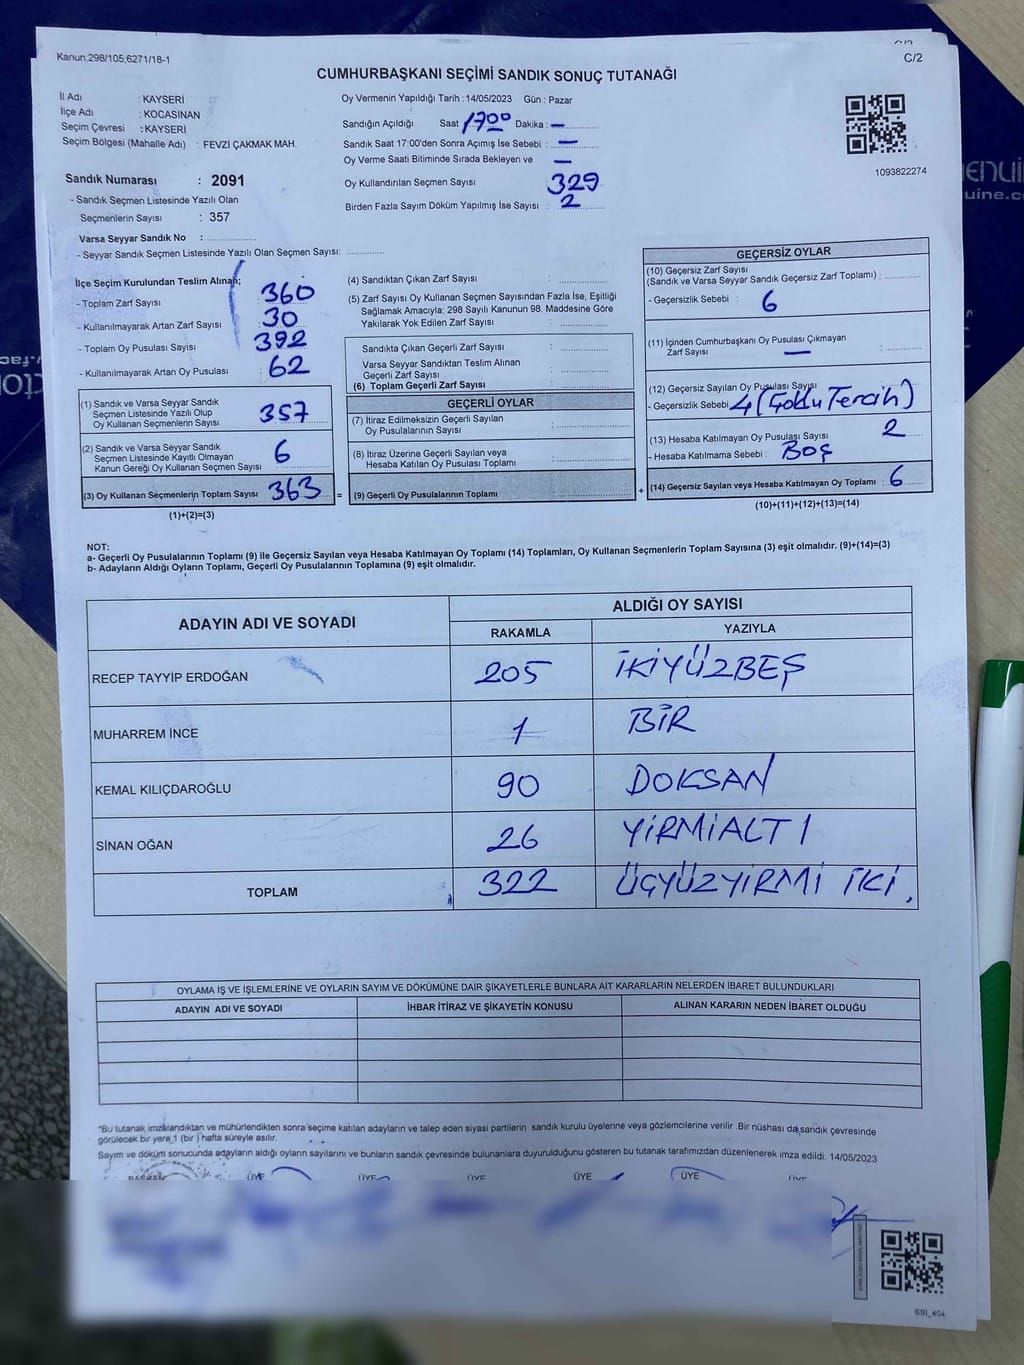 Kanun;298/105,6271/18-1
C/2
CUMHURBAŞKANI SEÇİMİ SANDIK SONUÇ TUTANAĞI
İl Adı : KAYSERİ
İlçe Adı : KOCASİNAN
Seçim Çevresi : KAYSERİ
Seçim Bölgesi (Mahalle Adı) : FEVZİ ÇAKMAK MAH.
Sandık Numarası : 2091
- Sandık Seçmen Listesinde Yazılı Olan
Seçmenlerin Sayısı : 357
Varsa Seyyar Sandık No :
- Seyyar Sandık Seçmen Listesinde Yazılı Olan Seçmen Sayısı:
Oy Vermenin Yapıldığı Tarih :14/05/2023 Gün : Pazar
Sandığın Açıldığı Saat 17:00 Dakika : —
Sandık Saat 17.00'den Sonra Açımış İse Sebebi : —
Oy Verme Saati Bitiminde Sırada Bekleyen ve —
Oy Kullandırılan Seçmen Sayısı 329
Birden Fazla Sayım Döküm Yapılmış İse Sayısı : 2
1093822274
İlçe Seçim Kurulundan Teslim Alınan;
- Toplam Zarf Sayısı 360
- Kullanılmayarak Artan Zarf Sayısı 30
- Toplam Oy Pusulası Sayısı 392
- Kullanılmayarak Artan Oy Pusulası 62
(1) Sandık ve Varsa Seyyar Sandık
Seçmen Listesinde Yazılı Olup
Oy Kullanan Seçmenlerin Sayısı 357
(2) Sandık ve Varsa Seyyar Sandık
Seçmen Listesinde Kayıtlı Olmayan
Kanun Gereği Oy Kullanan Seçmen Sayısı 6
(3) Oy Kullanan Seçmenlerin Toplam Sayısı 363
(1)+(2)=(3)
(4) Sandıktan Çıkan Zarf Sayısı :
(5) Zarf Sayısı Oy Kullanan Seçmen Sayısından Fazla İse, Eşitliği
Sağlamak Amacıyla; 298 Sayılı Kanunun 98. Maddesine Göre
Yakılarak Yok Edilen Zarf Sayısı :
Sandıkta Çıkan Geçerli Zarf Sayısı :
Varsa Seyyar Sandıktan Teslim Alınan
Geçerli Zarf Sayısı :
(6) Toplam Geçerli Zarf Sayısı :
GEÇERLİ OYLAR
(7) İtiraz Edilmeksizin Geçerli Sayılan
Oy Pusulalarının Sayısı :
(8) İtiraz Üzerine Geçerli Sayılan veya
Hesaba Katılan Oy Pusulası Toplamı :
= (9) Geçerli Oy Pusulalarının Toplamı :
GEÇERSİZ OYLAR
(10) Geçersiz Zarf Sayısı
(Sandık ve Varsa Seyyar Sandık Geçersiz Zarf Toplamı) :
- Geçersizlik Sebebi : 6
(11) İçinden Cumhurbaşkanı Oy Pusulası Çıkmayan
Zarf Sayısı — :
(12) Geçersiz Sayılan Oy Pusulası Sayısı
- Geçersizlik Sebebi 4 (Çoklu Tercih)
(13) Hesaba Katılmayan Oy Pusulası Sayısı 2
- Hesaba Katılmama Sebebi : BOŞ
+ (14) Geçersiz Sayılan veya Hesaba Katılmayan Oy Toplamı : 6
(10)+(11)+(12)+(13)=(14)
NOT:
a- Geçerli Oy Pusulalarının Toplamı (9) ile Geçersiz Sayılan veya Hesaba Katılmayan Oy Toplamı (14) Toplamları, Oy Kullanan Seçmenlerin Toplam Sayısına (3) eşit olmalıdır. (9)+(14)=(3)
b- Adayların Aldığı Oyların Toplamı, Geçerli Oy Pusulalarının Toplamına (9) eşit olmalıdır.
ADAYIN ADI VE SOYADI
ALDIĞI OY SAYISI
RAKAMLA YAZIYLA
RECEP TAYYİP ERDOĞAN 205 İKİYÜZBEŞ
MUHARREM İNCE 1 BİR
KEMAL KILIÇDAROĞLU 90 DOKSAN
SİNAN OĞAN 26 YİRMİALTI
TOPLAM 322 ÜÇYÜZYİRMİ İKİ.
OYLAMA İŞ VE İŞLEMLERİNE VE OYLARIN SAYIM VE DÖKÜMÜNE DAİR ŞİKAYETLERLE BUNLARA AİT KARARLARIN NELERDEN İBARET BULUNDUKLARI
ADAYIN ADI VE SOYADI İHBAR İTİRAZ VE ŞİKAYETİN KONUSU ALINAN KARARIN NEDEN İBARET OLDUĞU
*Bu tutanak imzalandıktan ve mühürlendikten sonra seçime katılan adayların ve talep eden siyasi partilerin sandık kurulu üyelerine veya gözlemcilerine verilir .Bir nüshası da sandık çevresinde
görülecek bir yere 1 (bir ) hafta süreyle asılır.
Sayım ve döküm sonucunda adayların aldığı oyların sayılarını ve bunların sandık çevresinde bulunanlara duyurulduğunu gösteren bu tutanak tarafımızdan düzenlenerek imza edildi. 14/05/2023
BAŞKAN ÜYE ÜYE ÜYE ÜYE ÜYE ÜYE
SSI_404